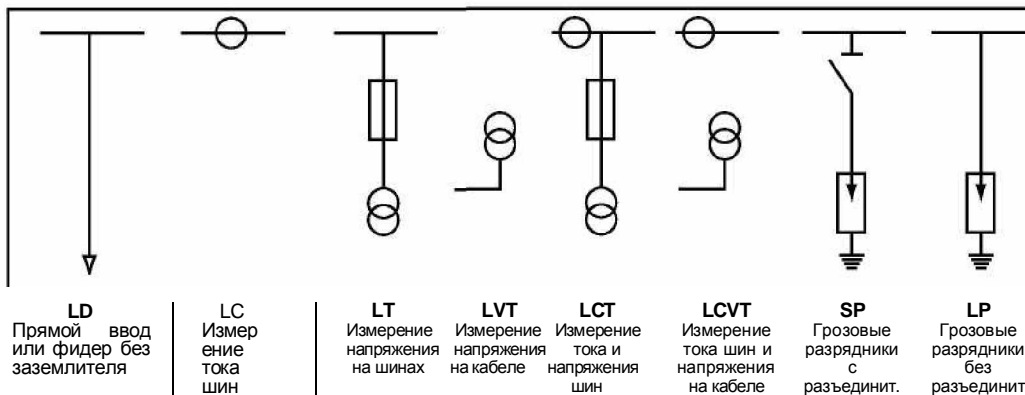 LD
Прямой ввод
или фидер без
заземлителя
LC
Измер
ение
тока
шин
LT
Измерение
напряжения
на шинах
LVT
Измерение
напряжения
на кабеле
LCT
Измерение
тока и
напряжения
шин
LCVT
Измерение
тока шин и
напряжения
на кабеле
SP
Грозовые
разрядники
с
разъединит.
LP
Грозовые
разрядники
без
разъединит